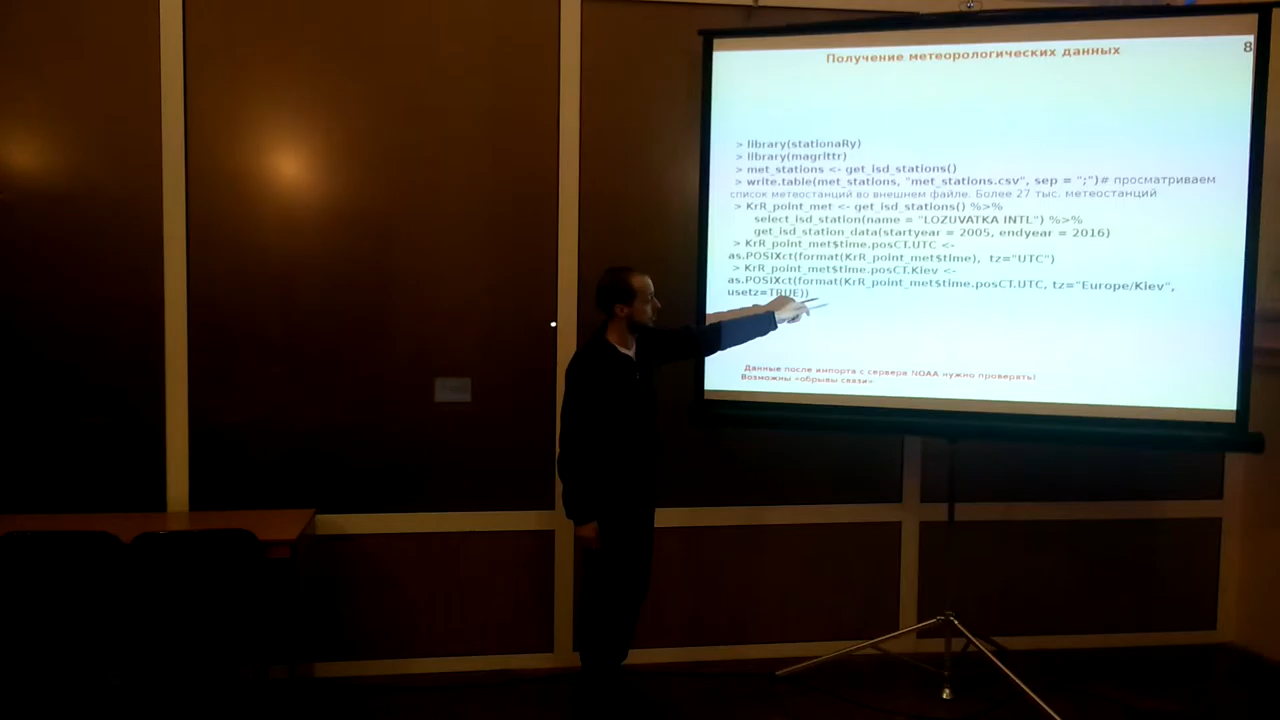 Получение метеорологических данных
8
> library(stationaRy)
> library(magrittr)
> met_stations <- get_isd_stations()
> write.table(met_stations, "met_stations.csv", sep = ";")# просматриваем
список метеостанций во внешнем файле. Более 27 тыс. метеостанций
> KrR_point_met <- get_isd_stations() %>%
select_isd_station(name = "LOZUVATKA INTL") %>%
get_isd_station_data(startyear = 2005, endyear = 2016)
> KrR_point_met$time.posCT.UTC <-
as.POSIXct(format(KrR_point_met$time), tz="UTC")
> KrR_point_met$time.posCT.Kiev <-
as.POSIXct(format(KrR_point_met$time.posCT.UTC, tz="Europe/Kiev",
usetz=TRUE))
Данные после импорта с сервера NOAA нужно проверять!
Возможны «обрывы связи»